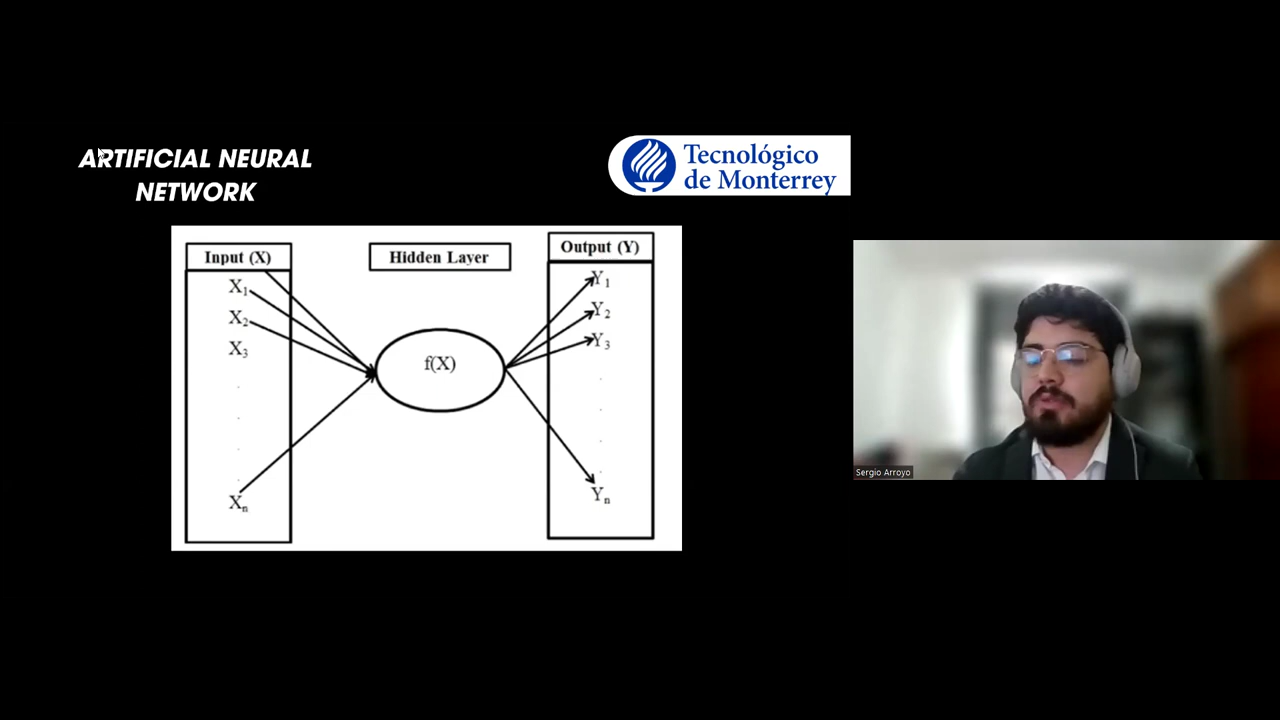 ARTIFICIAL NEURAL
NETWORK
Tecnológico
de Monterrey
Input (X)
Hidden Layer
Output (Y)
X1
X2
X3
Xn
f(X)
Y1
Y2
Y3
Yn
Sergio Arroyo